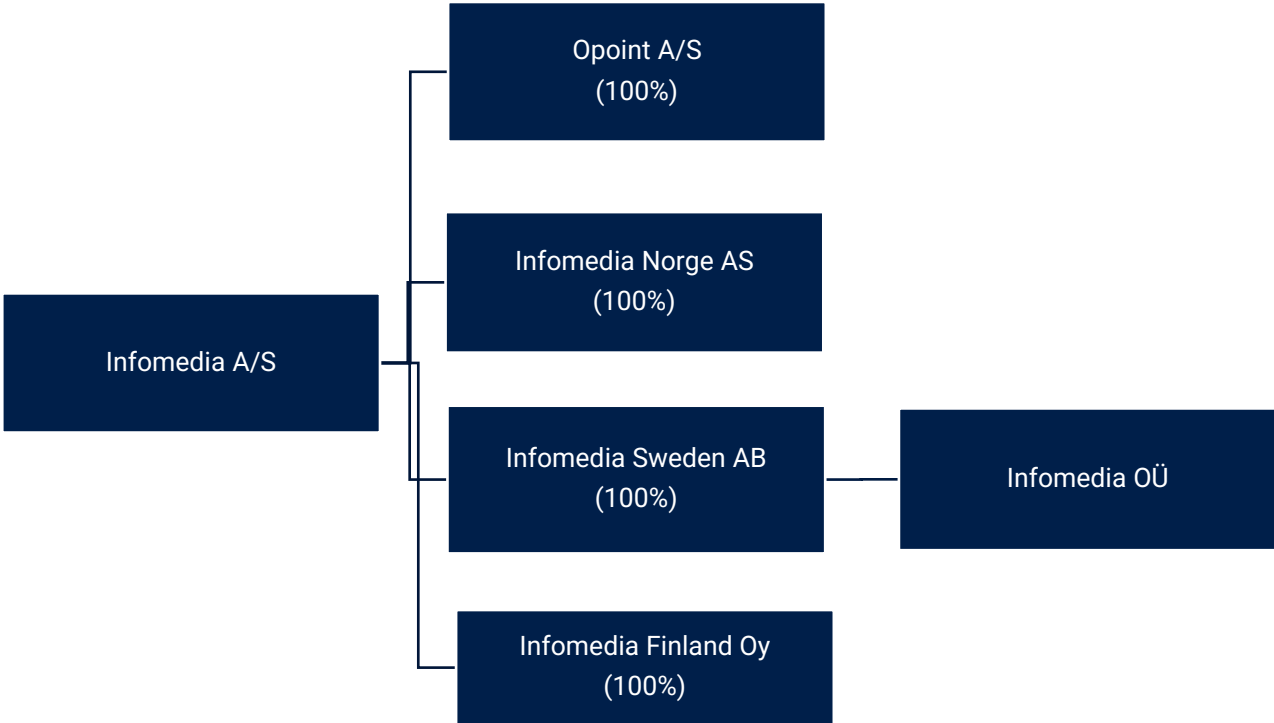 Opoint A/S
(100%)
Infomedia Norge AS
(100%)
Infomedia A/S
Infomedia Sweden AB
(100%)
Infomedia OÜ
Infomedia Finland Oy
(100%)